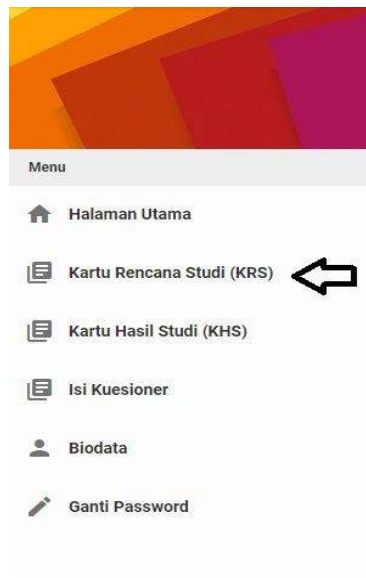 Menu
Halaman Utama
Kartu Rencana Studi (KRS)
Kartu Hasil Studi (KHS)
Isi Kuesioner
Biodata
Ganti Password